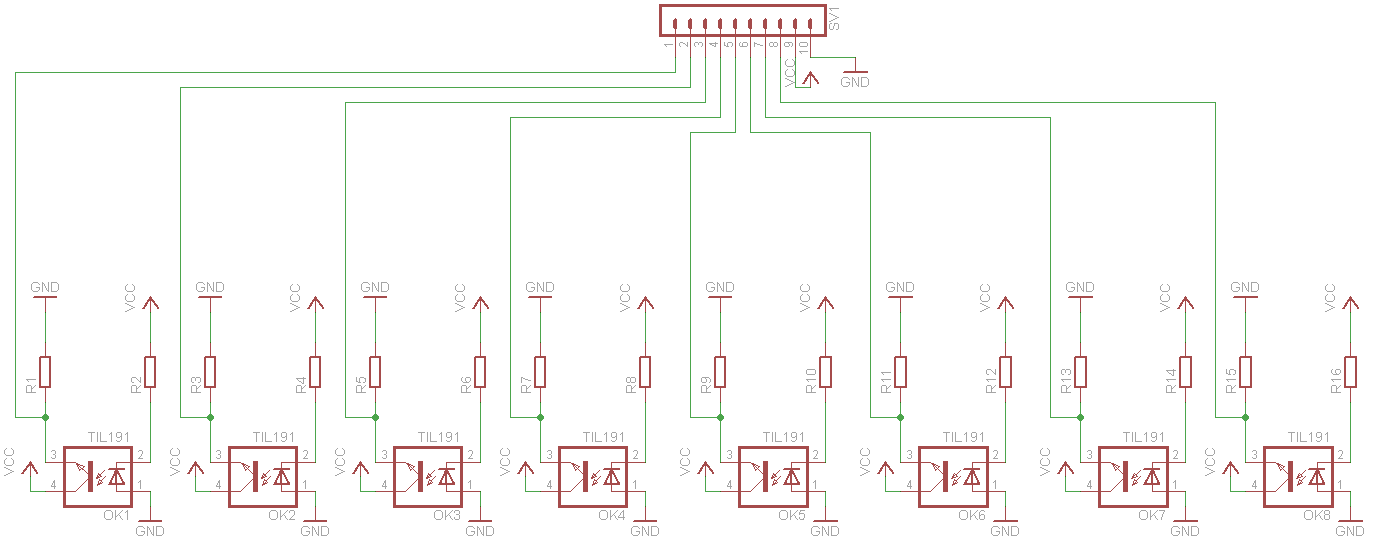 SV1
1 2 3 4 5 6 7 8 9 10
VCC
GND
GND VCC GND VCC GND VCC GND VCC GND VCC GND VCC GND VCC GND VCC
R1 R2 R3 R4 R5 R6 R7 R8 R9 R10 R11 R12 R13 R14 R15 R16
TIL191 TIL191 TIL191 TIL191 TIL191 TIL191 TIL191 TIL191
VCC 3 2 VCC 3 2 VCC 3 2 VCC 3 2 VCC 3 2 VCC 3 2 VCC 3 2 VCC 3 2
4 1 4 1 4 1 4 1 4 1 4 1 4 1 4 1
OK1 OK2 OK3 OK4 OK5 OK6 OK7 OK8
GND GND GND GND GND GND GND GND